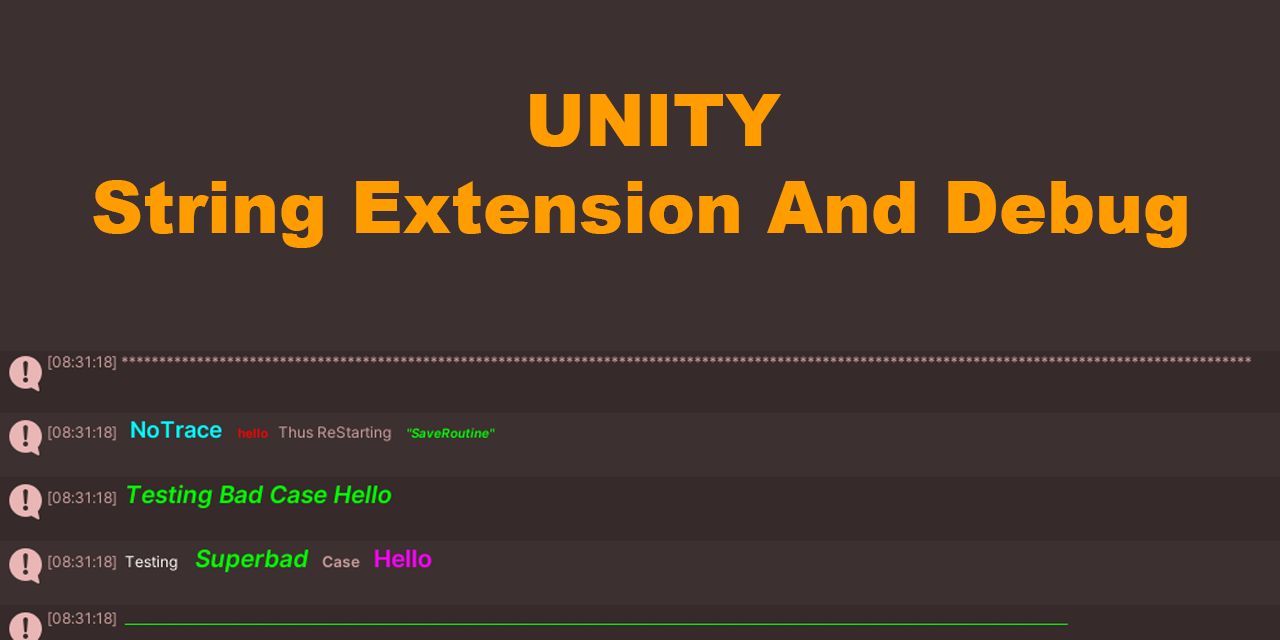 UNITY
String Extension And Debug
[08:31:18] ******************************************************************************************************************************************************
[08:31:18] NoTrace hello Thus ReStarting "SaveRoutine"
[08:31:18] Testing Bad Case Hello
[08:31:18] Testing Superbad Case Hello
[08:31:18] ________________________________________________________________________________________________________________________